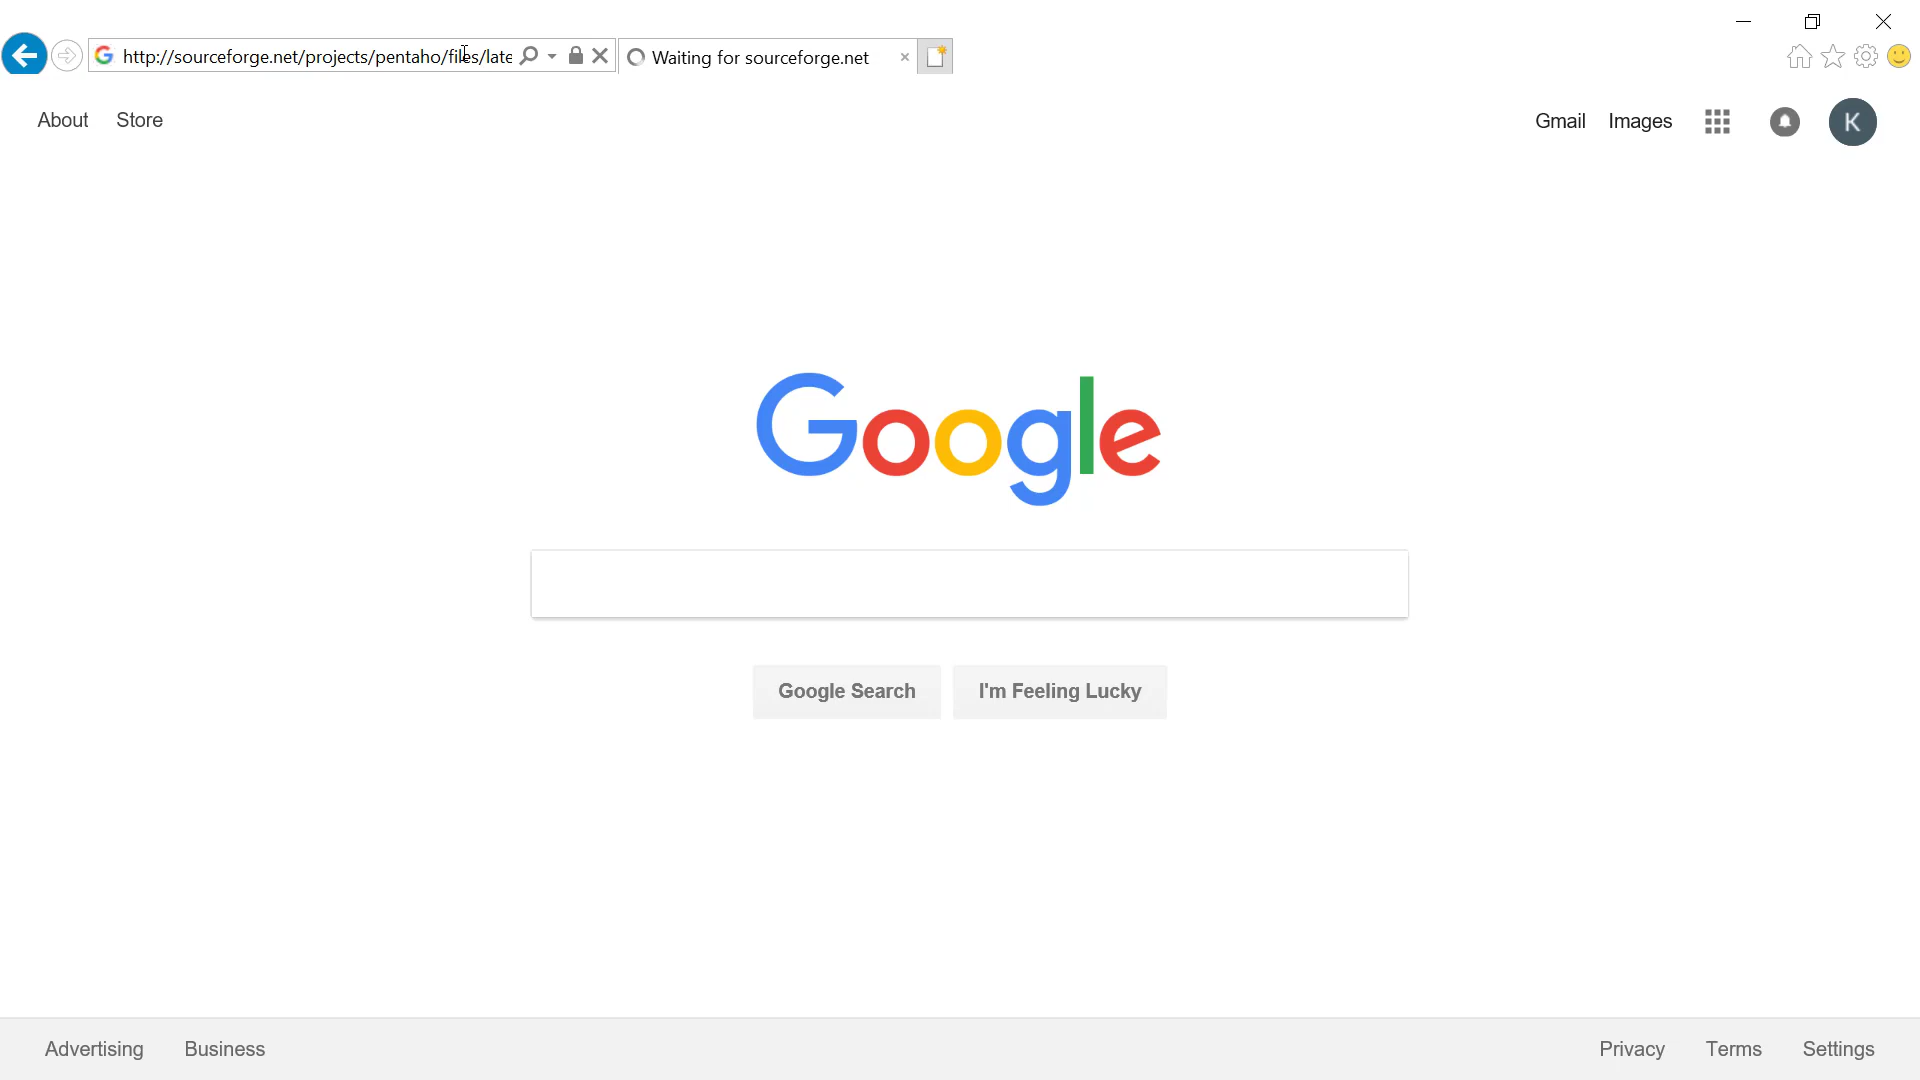 http://sourceforge.net/projects/pentaho/files/late
Waiting for sourceforge.net
About Store
Gmail Images
K
Google
Google Search I'm Feeling Lucky
Advertising Business
Privacy Terms Settings